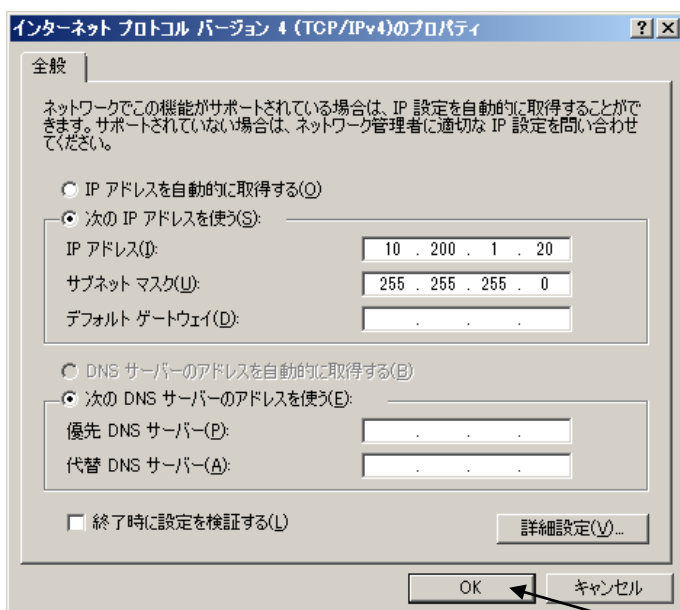 インターネット プロトコル バージョン 4 (TCP/IPv4)のプロパティ
全般
ネットワークでこの機能がサポートされている場合は、IP 設定を自動的に取得することがで
きます。サポートされていない場合は、ネットワーク管理者に適切な IP 設定を問い合わせ
てください。
IP アドレスを自動的に取得する(O)
次の IP アドレスを使う(S):
IP アドレス(I): 10 . 200 . 1 . 20
サブネット マスク(U): 255 . 255 . 255 . 0
デフォルト ゲートウェイ(D): . . .
DNS サーバーのアドレスを自動的に取得する(B)
次の DNS サーバーのアドレスを使う(E):
優先 DNS サーバー(P): . . .
代替 DNS サーバー(A): . . .
終了時に設定を検証する(L)
詳細設定(V)...
OK キャンセル